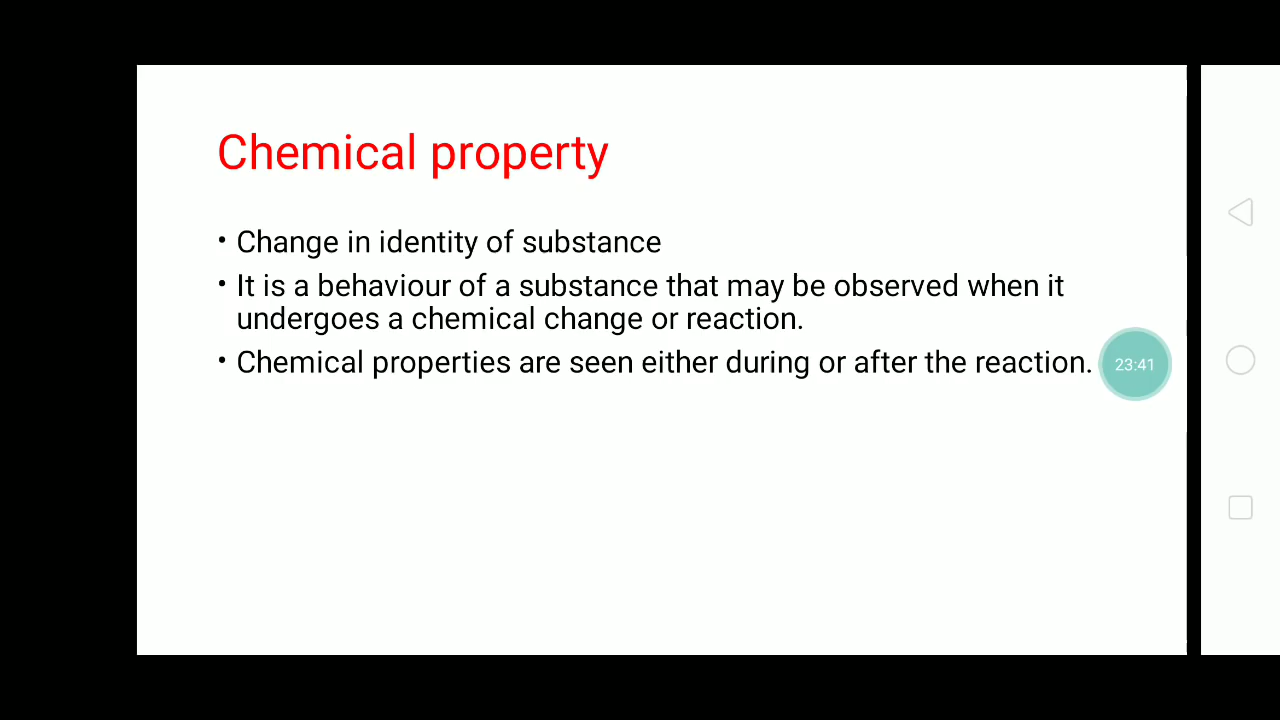 Chemical property
• Change in identity of substance
• It is a behaviour of a substance that may be observed when it
undergoes a chemical change or reaction.
• Chemical properties are seen either during or after the reaction.
23:41